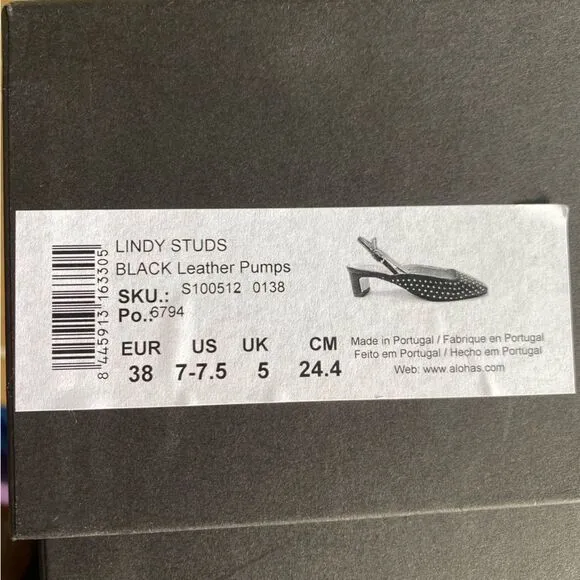 8 445913 163305
LINDY STUDS
BLACK Leather Pumps
SKU.: S100512 0138
Po.: 6794
EUR US UK CM
38 7-7.5 5 24.4
Made in Portugal / Fabrique en Portugal
Feito em Portugal / Hecho em Portugal
Web: www.alohas.com